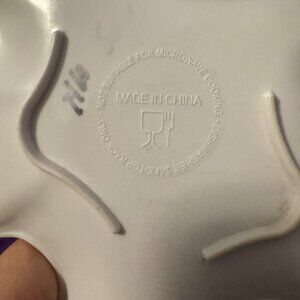 NOT SUITABLE FOR MICROWAVE COOKING •
DISHWASHER SAFE TOP RACK ONLY •
MADE IN CHINA